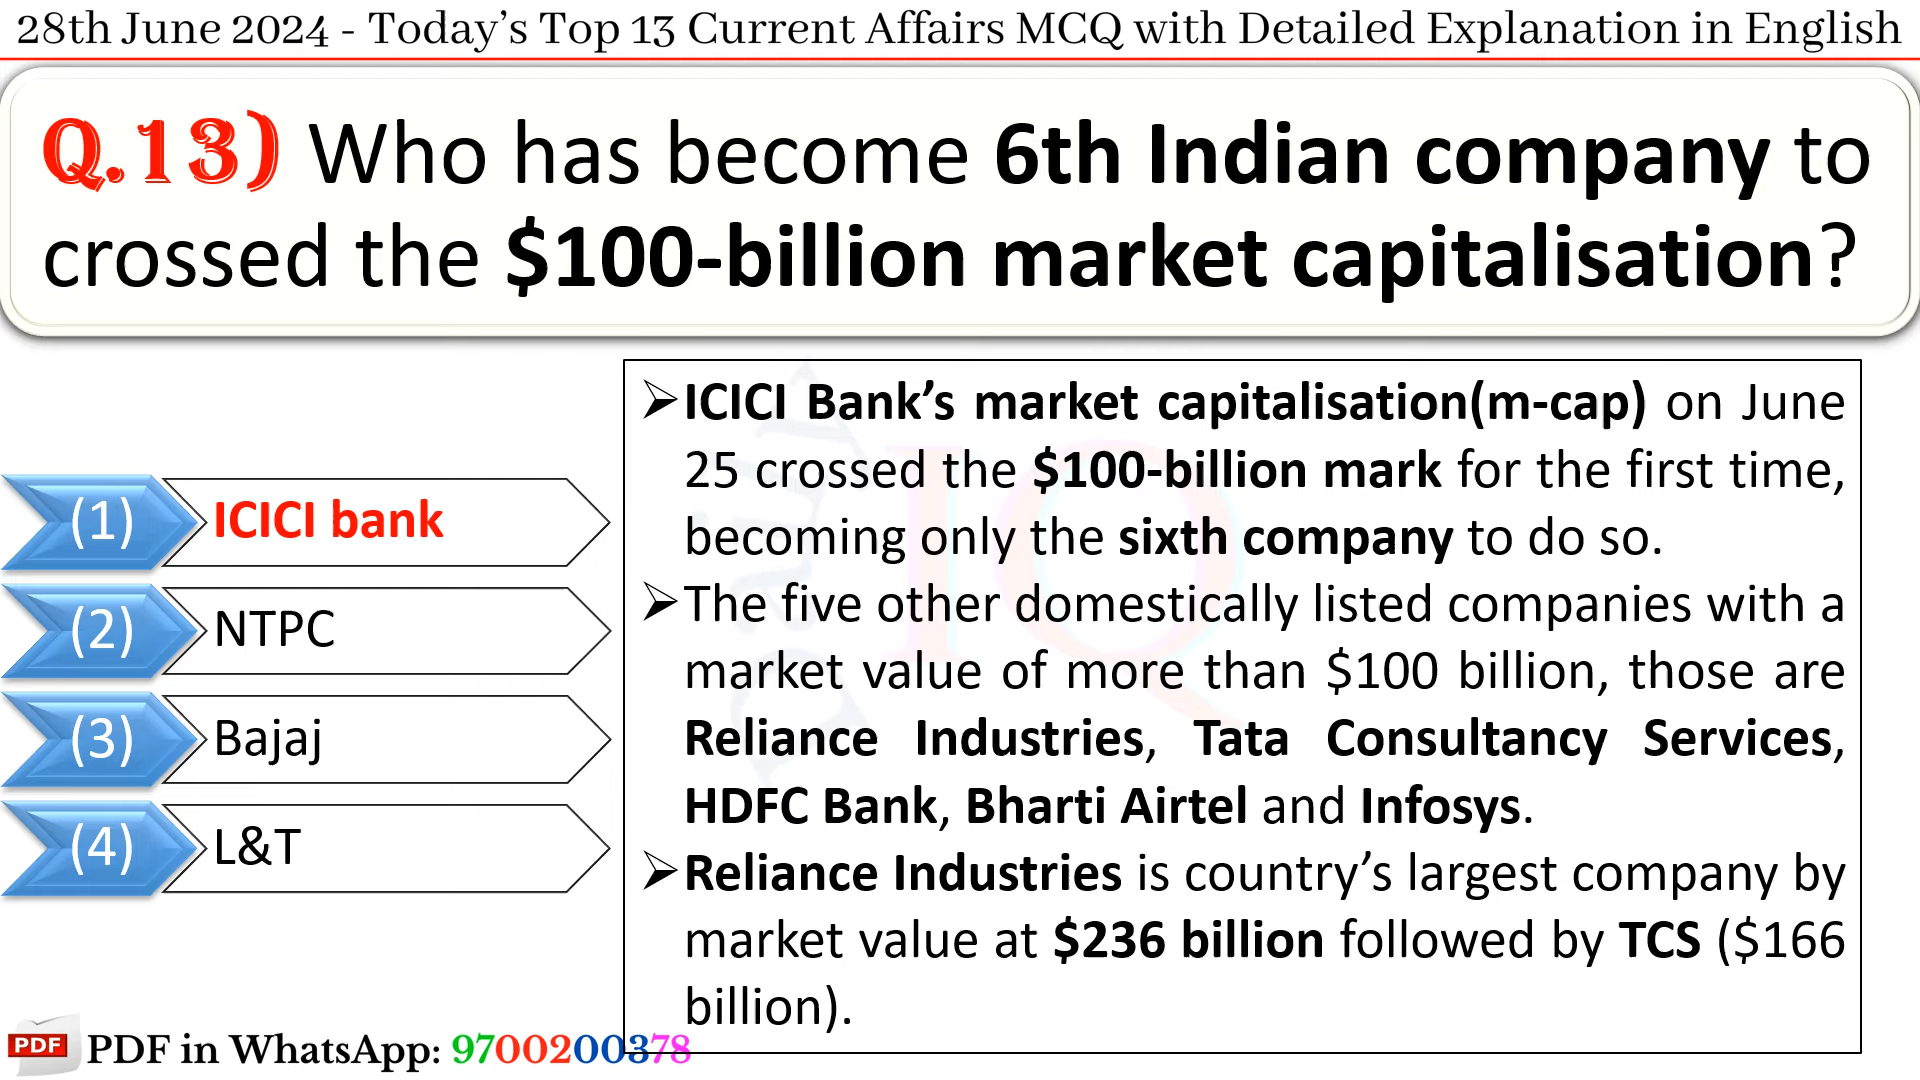 28th June 2024 - Today’s Top 13 Current Affairs MCQ with Detailed Explanation in English
Q.13) Who has become 6th Indian company to
crossed the $100-billion market capitalisation?
(1) ICICI bank
(2) NTPC
(3) Bajaj
(4) L&T
➢ICICI Bank’s market capitalisation(m-cap) on June
25 crossed the $100-billion mark for the first time,
becoming only the sixth company to do so.
➢The five other domestically listed companies with a
market value of more than $100 billion, those are
Reliance Industries, Tata Consultancy Services,
HDFC Bank, Bharti Airtel and Infosys.
➢Reliance Industries is country’s largest company by
market value at $236 billion followed by TCS ($166
billion).
Daily
IQ
PDF PDF in WhatsApp: 9700200378